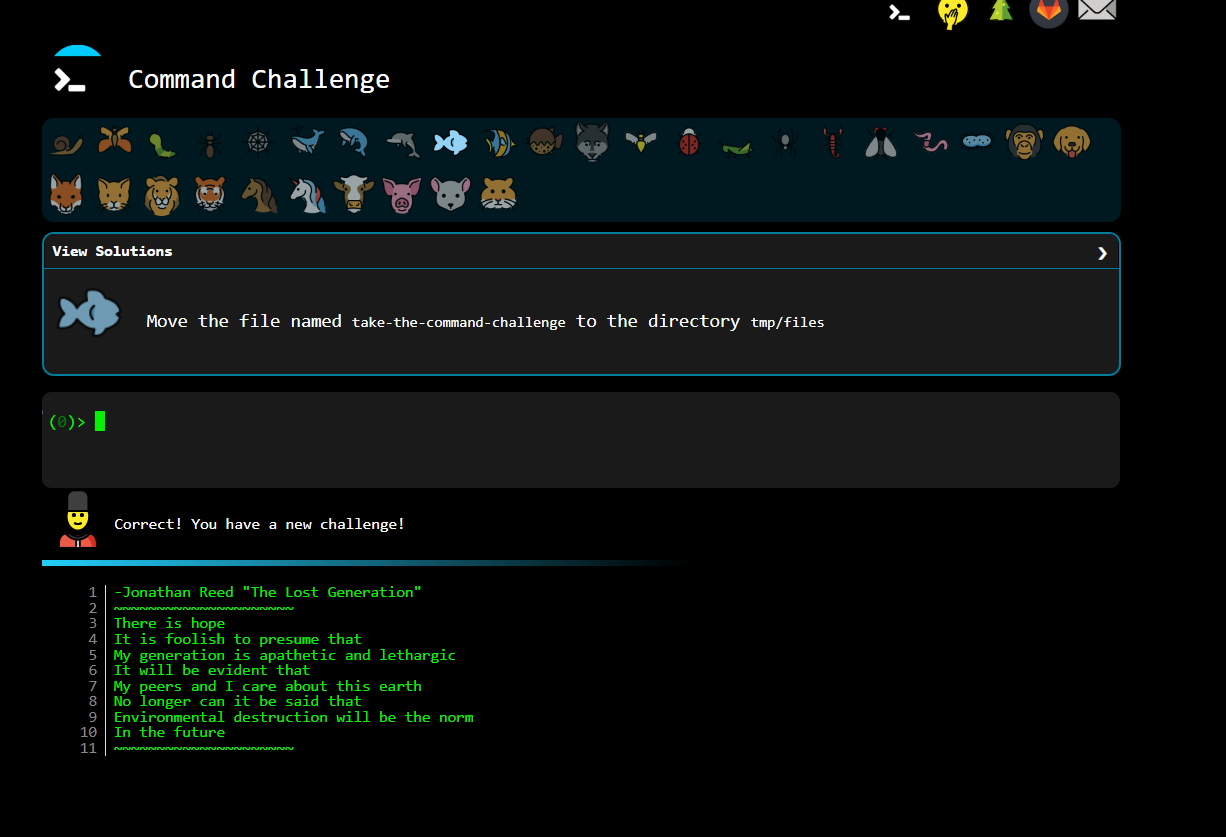 Command Challenge
View Solutions
Move the file named take-the-command-challenge to the directory tmp/files
(0)>
Correct! You have a new challenge!
1 -Jonathan Reed "The Lost Generation"
2 ~~~~~~~~~~~~~~~~~~~~~
3 There is hope
4 It is foolish to presume that
5 My generation is apathetic and lethargic
6 It will be evident that
7 My peers and I care about this earth
8 No longer can it be said that
9 Environmental destruction will be the norm
10 In the future
11 ~~~~~~~~~~~~~~~~~~~~~